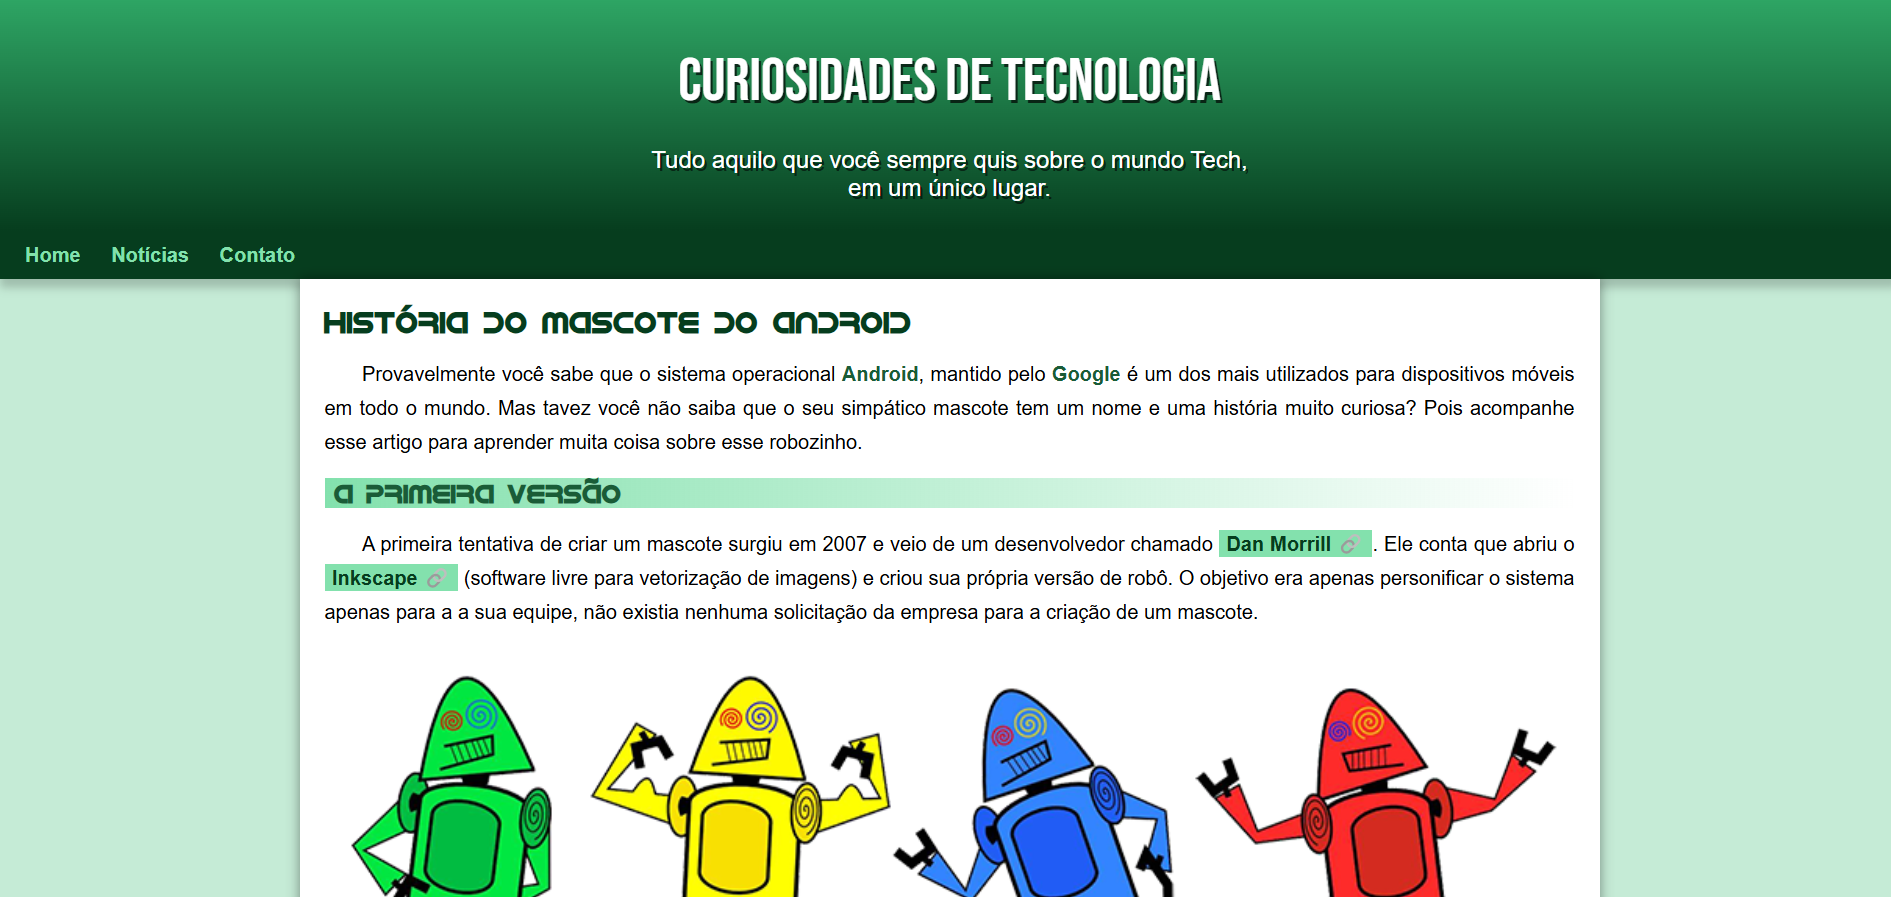 CURIOSIDADES DE TECNOLOGIA
Tudo aquilo que você sempre quis sobre o mundo Tech,
em um único lugar.
Home Notícias Contato
HISTÓRIA DO MASCOTE DO ANDROID
Provavelmente você sabe que o sistema operacional Android, mantido pelo Google é um dos mais utilizados para dispositivos móveis
em todo o mundo. Mas tavez você não saiba que o seu simpático mascote tem um nome e uma história muito curiosa? Pois acompanhe
esse artigo para aprender muita coisa sobre esse robozinho.
A PRIMEIRA VERSÃO
A primeira tentativa de criar um mascote surgiu em 2007 e veio de um desenvolvedor chamado Dan Morrill . Ele conta que abriu o
Inkscape (software livre para vetorização de imagens) e criou sua própria versão de robô. O objetivo era apenas personificar o sistema
apenas para a a sua equipe, não existia nenhuma solicitação da empresa para a criação de um mascote.